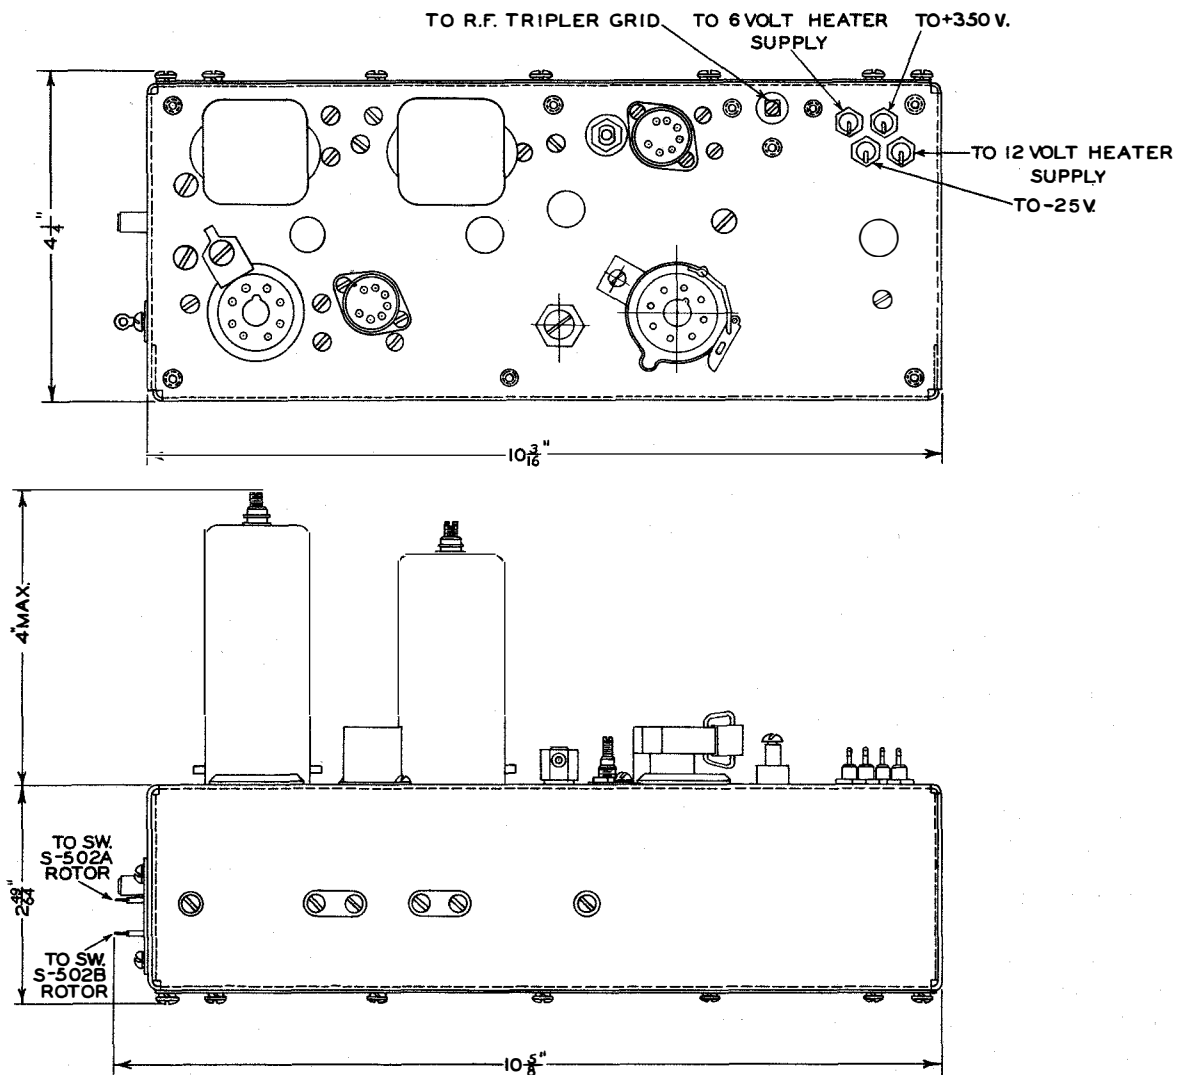 TO R.F. TRIPLER GRID
TO 6 VOLT HEATER
SUPPLY
TO +350 V.
TO 12 VOLT HEATER
SUPPLY
TO -25 V.
4 1/4"
10 3/16"
4" MAX.
TO SW.
S-502A
ROTOR
2 49/64"
TO SW.
S-502B
ROTOR
10 5/8"